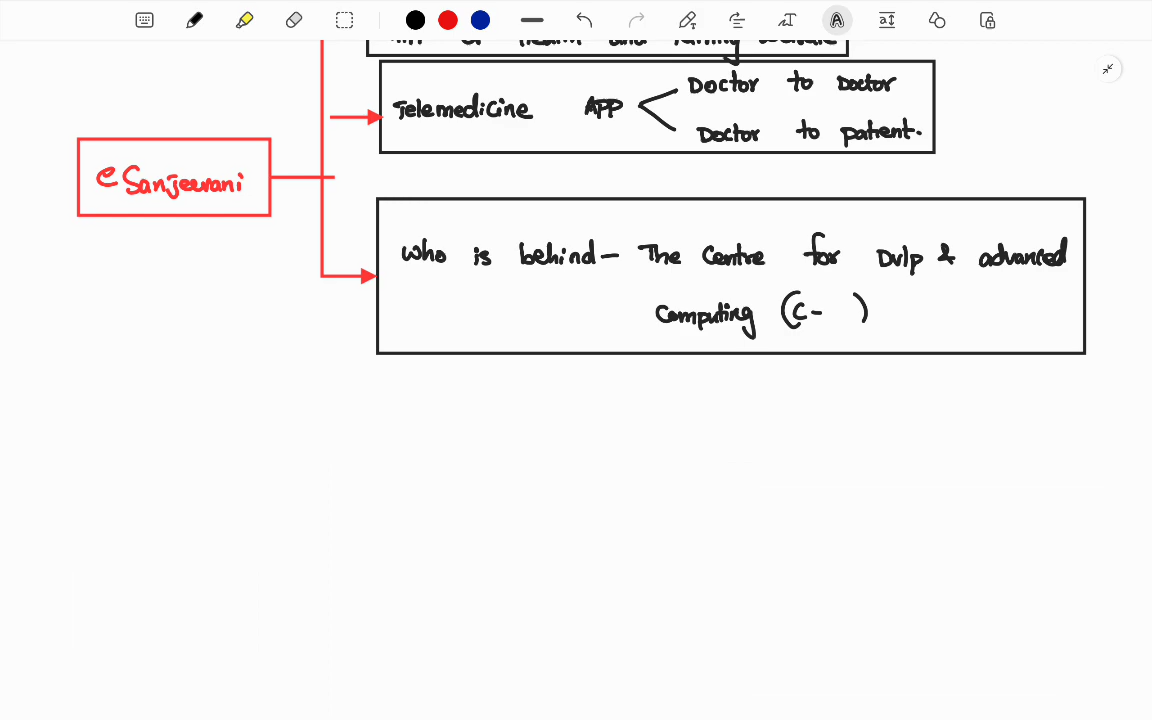 Telemedicine APP
Doctor to Doctor
Doctor to patient.
eSanjeevani
Who is behind - The Centre for Dvlp & advanced
Computing (C- )